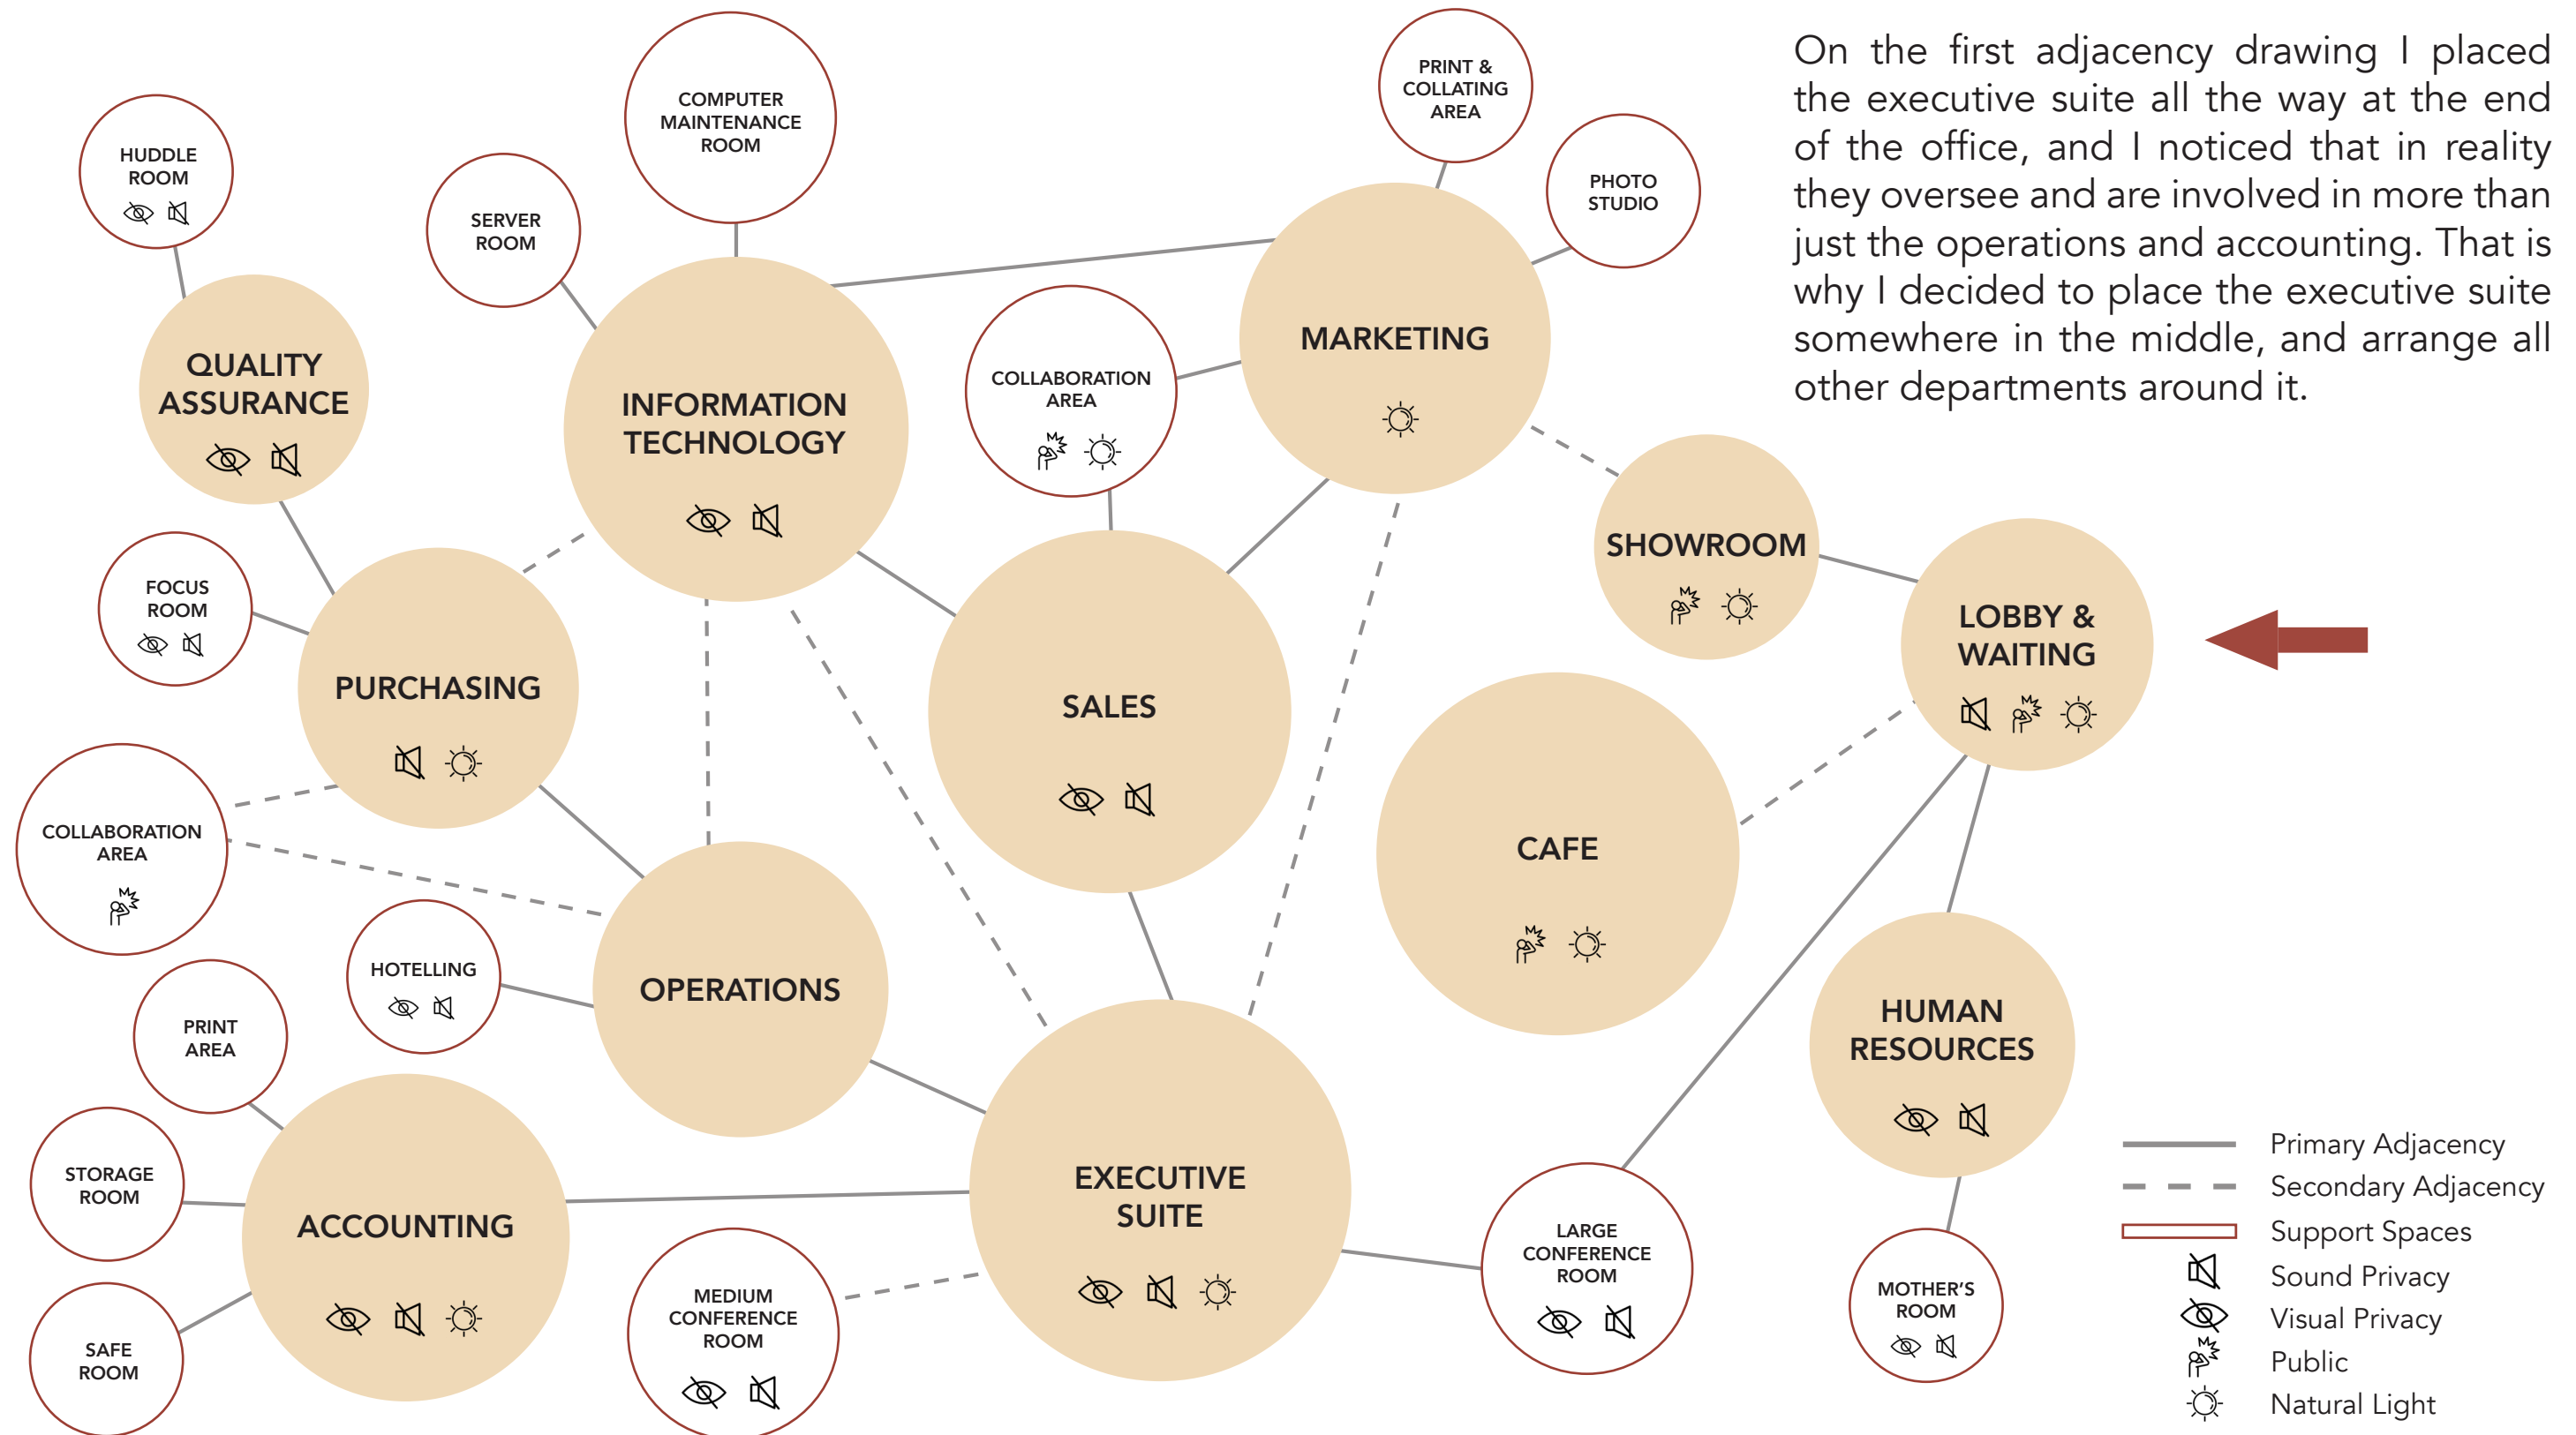 On the first adjacency drawing I placed
the executive suite all the way at the end
of the office, and I noticed that in reality
they oversee and are involved in more than
just the operations and accounting. That is
why I decided to place the executive suite
somewhere in the middle, and arrange all
other departments around it.
HUDDLE
ROOM
COMPUTER
MAINTENANCE
ROOM
SERVER
ROOM
PRINT &
COLLATING
AREA
PHOTO
STUDIO
QUALITY
ASSURANCE
INFORMATION
TECHNOLOGY
COLLABORATION
AREA
MARKETING
SHOWROOM
LOBBY &
WAITING
FOCUS
ROOM
PURCHASING
SALES
CAFE
COLLABORATION
AREA
HOTELLING
OPERATIONS
PRINT
AREA
HUMAN
RESOURCES
STORAGE
ROOM
ACCOUNTING
EXECUTIVE
SUITE
SAFE
ROOM
MEDIUM
CONFERENCE
ROOM
LARGE
CONFERENCE
ROOM
MOTHER'S
ROOM
Primary Adjacency
Secondary Adjacency
Support Spaces
Sound Privacy
Visual Privacy
Public
Natural Light